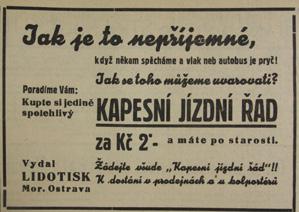 Jak je to nepříjemné,
když někam spěcháme a vlak neb autobus je pryč!
Jak se toho můžeme uvarovati?
Poradíme Vám:
Kupte si jedině
spolehlivý
KAPESNÍ JÍZDNÍ ŘÁD
za Kč 2·- a máte po starosti.
Vydal
LIDOTISK
Mor. Ostrava
Žádejte všude „Kapesní jízdní řád"!!
K dostání v prodejnách a u kolportérů